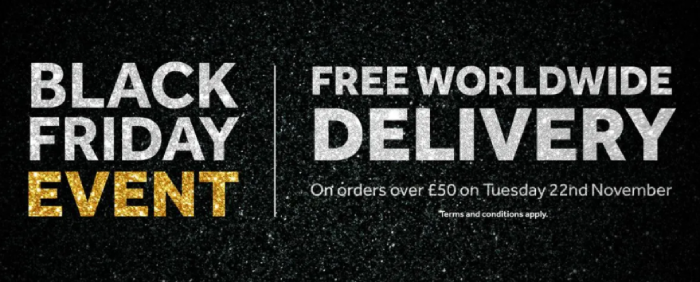 BLACK
FRIDAY
EVENT
FREE WORLDWIDE
DELIVERY
On orders over £50 on Tuesday 22nd November
Terms and conditions apply.